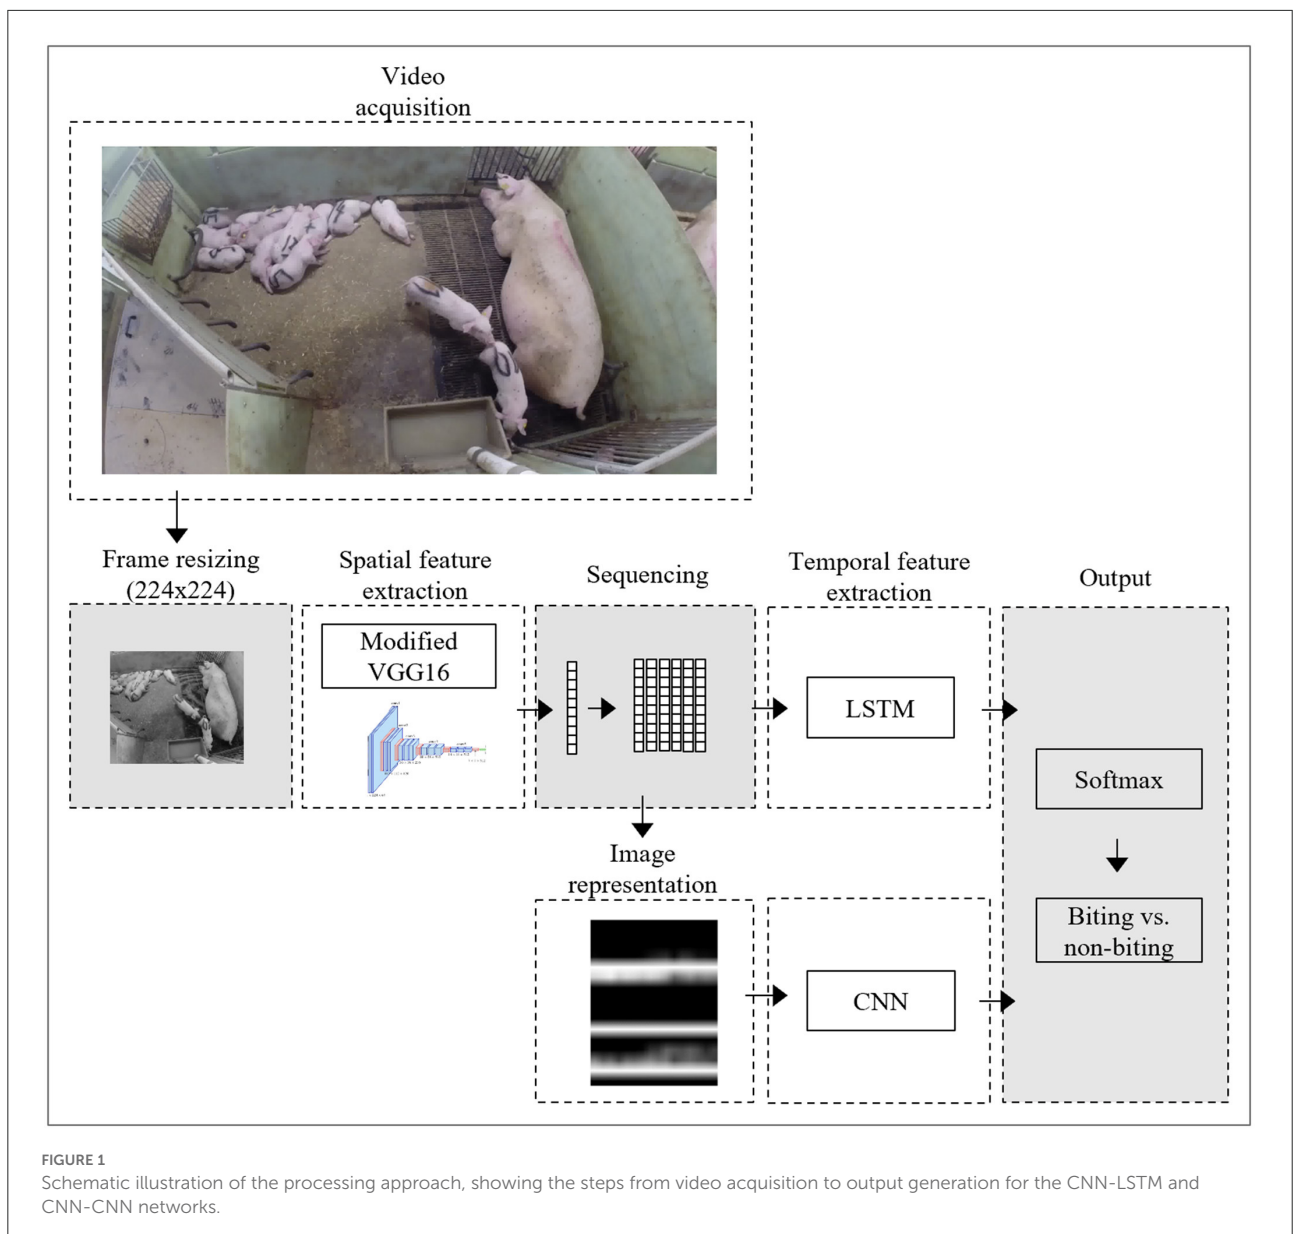 Video
acquisition
Frame resizing
(224x224)
Spatial feature
extraction
Sequencing
Temporal feature
extraction
Output
Modified
VGG16
LSTM
Softmax
Image
representation
Biting vs.
non-biting
CNN
FIGURE 1
Schematic illustration of the processing approach, showing the steps from video acquisition to output generation for the CNN-LSTM and
CNN-CNN networks.